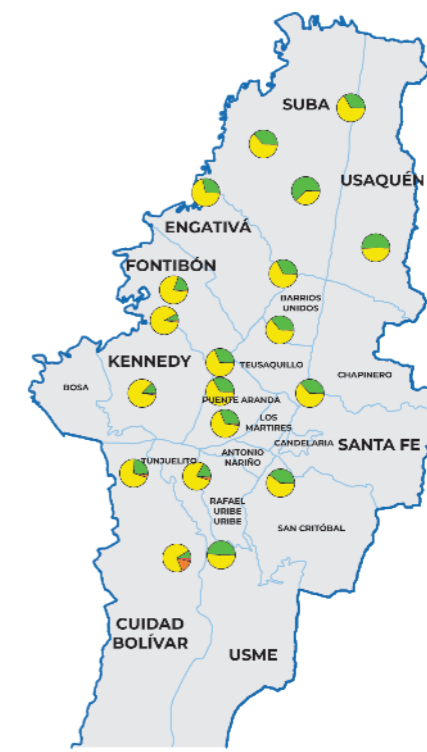 SUBA
USAQUÉN
ENGATIVÁ
FONTIBÓN
BARRIOS
UNIDOS
KENNEDY
TEUSAQUILLO
CHAPINERO
BOSA
PUENTE ARANDA
LOS
MÁRTIRES
CANDELARIA
SANTA FE
ANTONIO
NARIÑO
TUNJUELITO
RAFAEL
URIBE
URIBE
SAN CRITÓBAL
CUIDAD
BOLÍVAR
USME